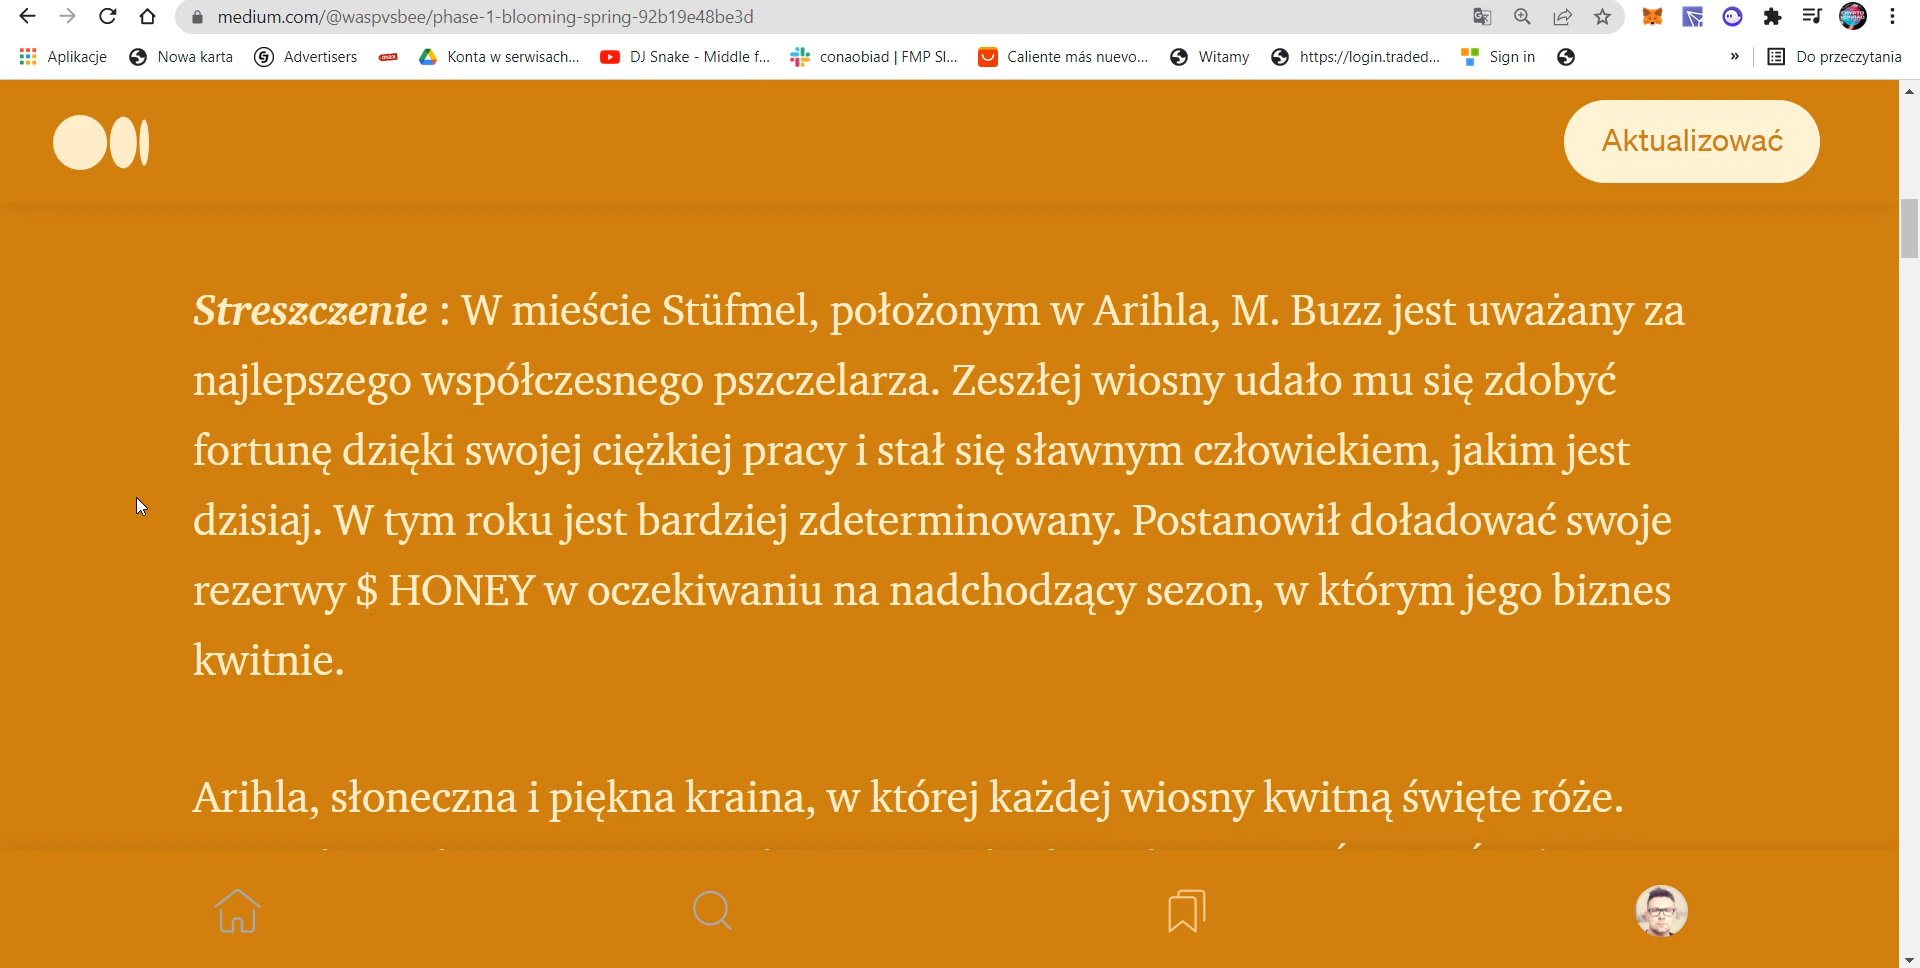 medium.com/@waspvsbee/phase-1-blooming-spring-92b19e48be3d
Aplikacje Nowa karta Advertisers max Konta w serwisach... DJ Snake - Middle f... conaobiad | FMP Sl... Caliente más nuevo... Witamy https://login.traded... Sign in » Do przeczytania
Aktualizować
Streszczenie : W mieście Stüfmel, położonym w Arihla, M. Buzz jest uważany za
najlepszego współczesnego pszczelarza. Zeszłej wiosny udało mu się zdobyć
fortunę dzięki swojej ciężkiej pracy i stał się sławnym człowiekiem, jakim jest
dzisiaj. W tym roku jest bardziej zdeterminowany. Postanowił doładować swoje
rezerwy $ HONEY w oczekiwaniu na nadchodzący sezon, w którym jego biznes
kwitnie.
Arihla, słoneczna i piękna kraina, w której każdej wiosny kwitną święte róże.